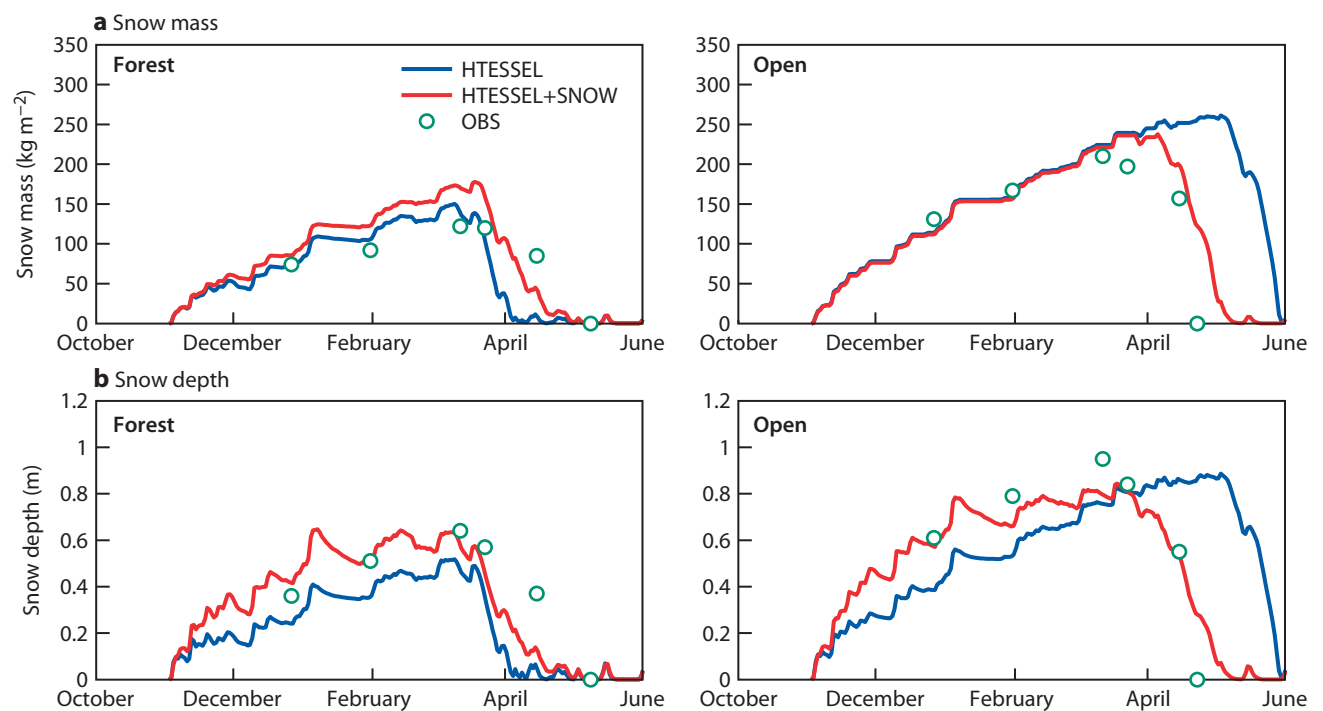 a Snow mass
Snow mass (kg m−2)
350
300
250
200
150
100
50
0
Forest
HTESSEL
HTESSEL+SNOW
OBS
October December February April June
350
300
250
200
150
100
50
0
Open
October December February April June
b Snow depth
Snow depth (m)
1.2
1
0.8
0.6
0.4
0.2
0
Forest
October December February April June
1.2
1
0.8
0.6
0.4
0.2
0
Open
October December February April June